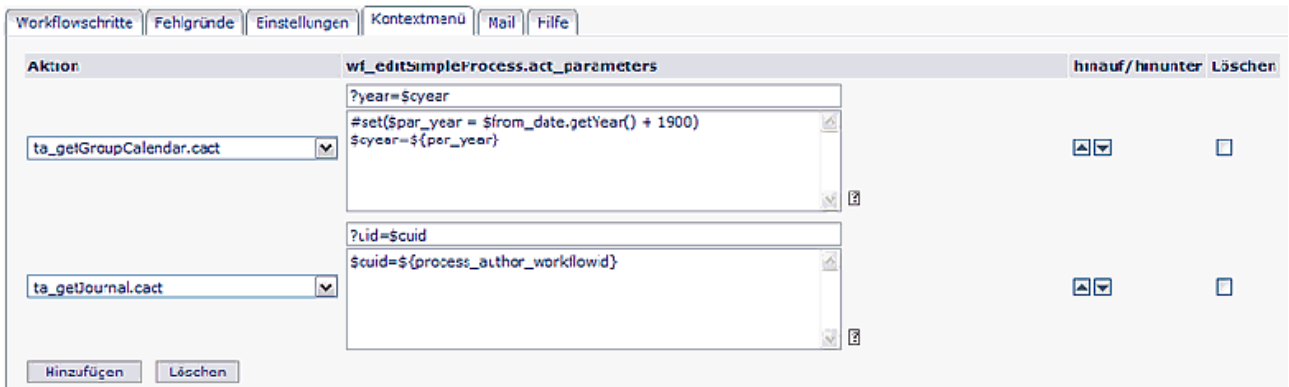 Workflowschritte Fehlgründe Einstellungen Kontextmenü Mail Hilfe
Aktion wf_editSimpleProcess.act_parameters hinauf/hinunter Löschen
?year=$cyear
#set($par_year = $from_date.getYear() + 1900)
$cyear=${par_year}
ta_getGroupCalendar.cact
?uid=$cuid
$cuid=${process_author_workflowid}
ta_getJournal.cact
Hinzufügen Löschen